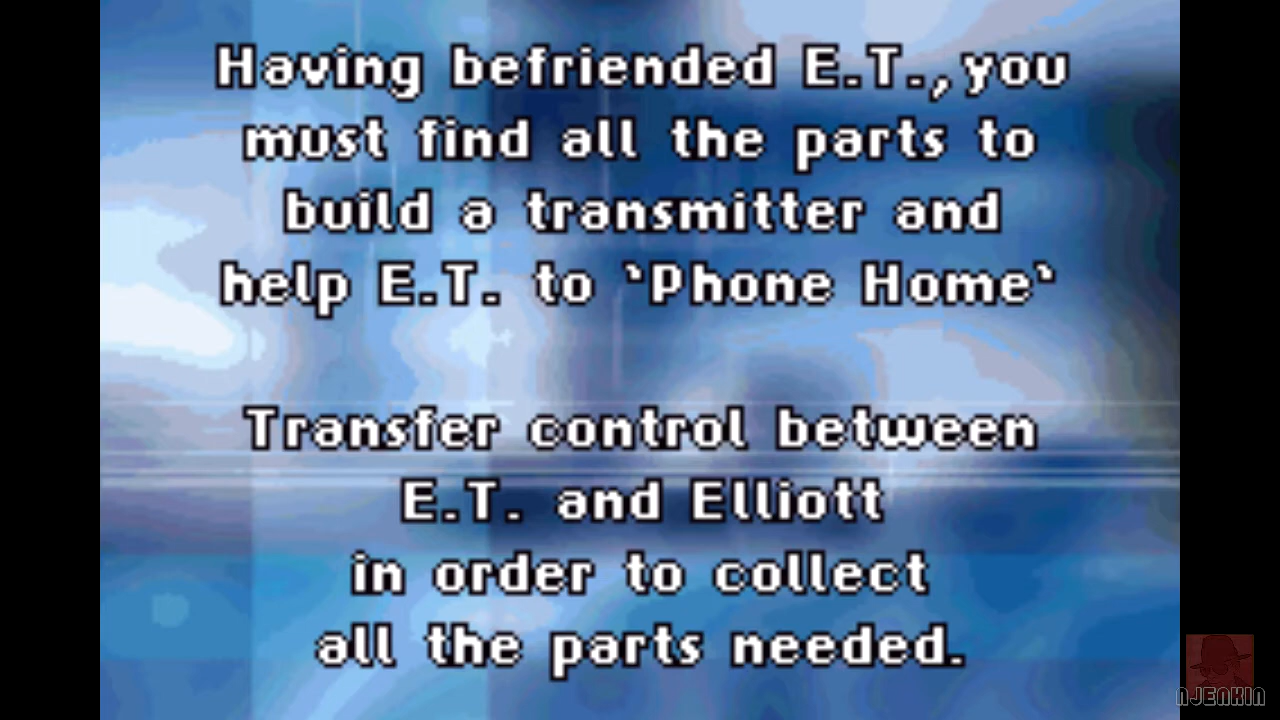 Having befriended E.T., you
must find all the parts to
build a transmitter and
help E.T. to `Phone Home`
Transfer control between
E.T. and Elliott
in order to collect
all the parts needed.
NJENKIN